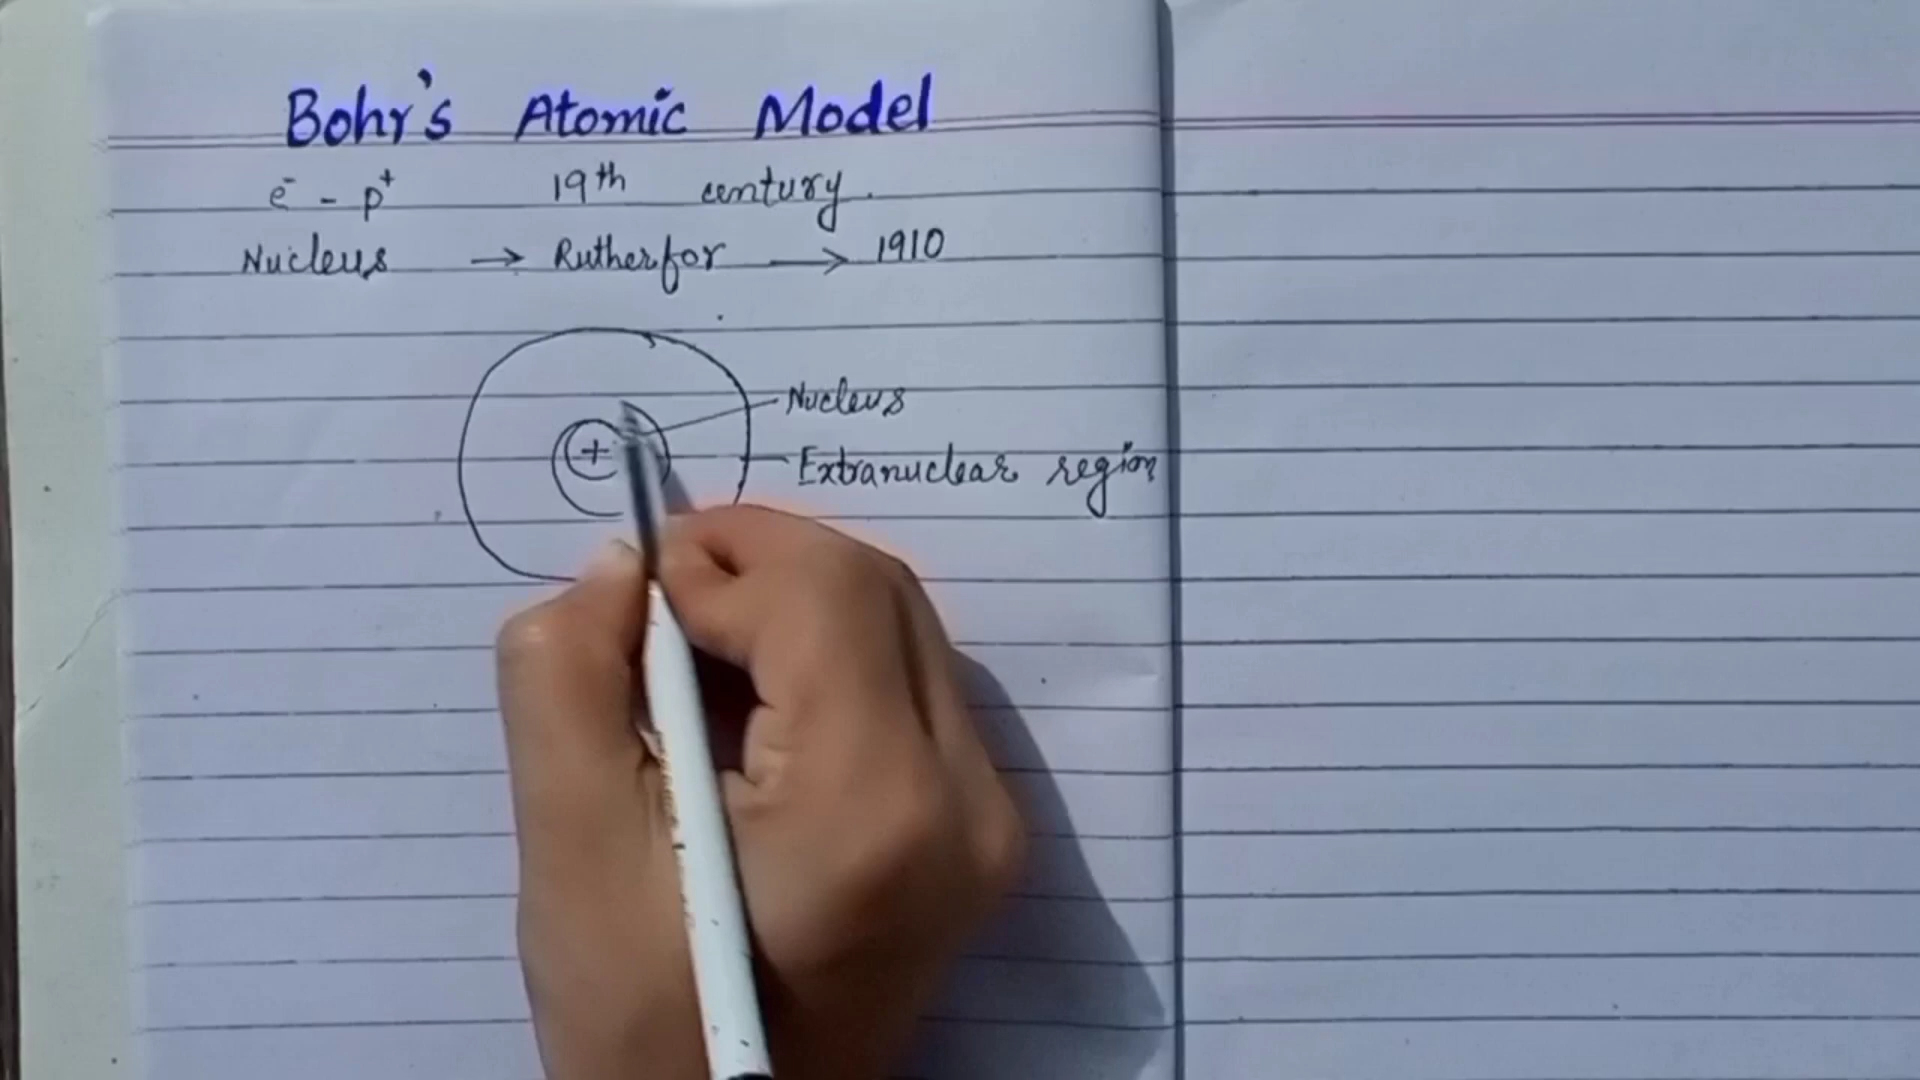 Bohr's Atomic Model
e⁻ - p⁺ 19th century.
Nucleus → Rutherfor → 1910
Nucleus
+
Extranuclear region